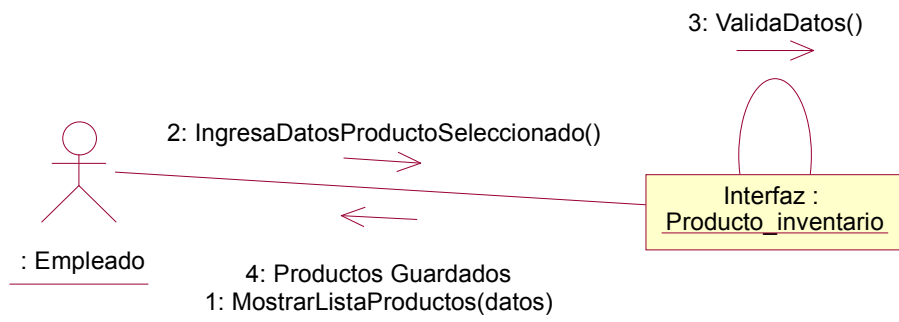 3: ValidaDatos()
2: IngresaDatosProductoSeleccionado()
Interfaz :
Producto_inventario
: Empleado
4: Productos Guardados
1: MostrarListaProductos(datos)